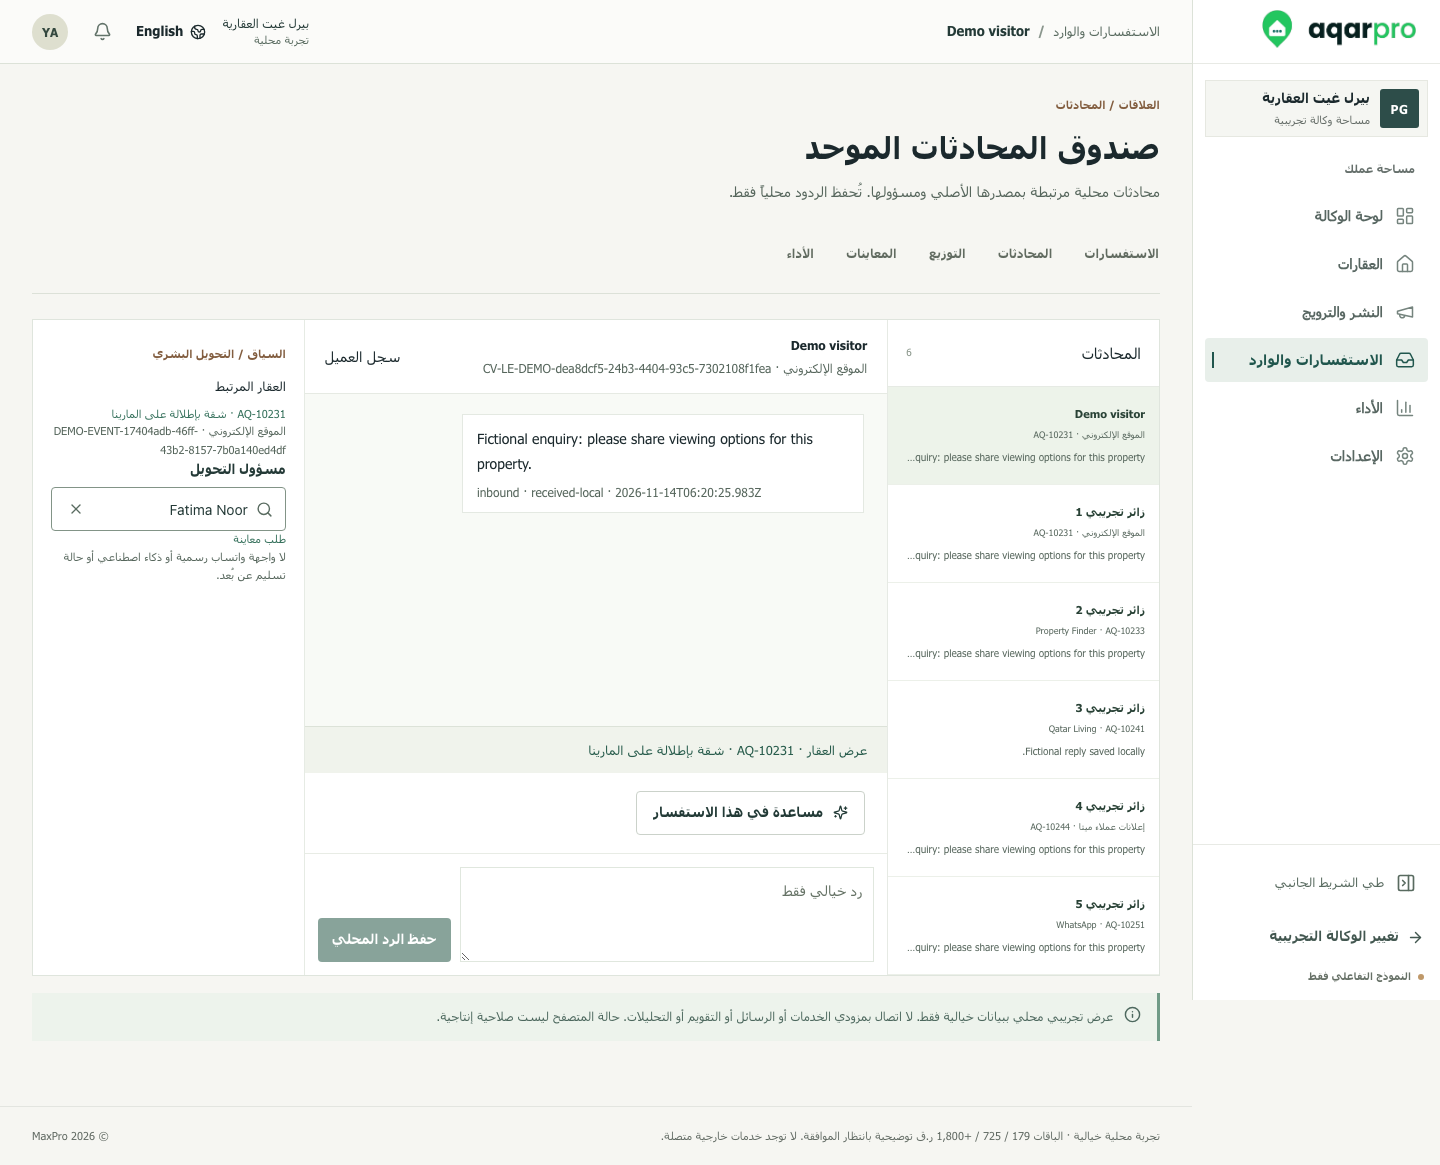 aqarpro
PG
بيرل غيت العقارية
مساحة وكالة تجريبية
مساحة عملك
لوحة الوكالة
العقارات
النشر والترويج
الاستفسارات والوارد
الأداء
الإعدادات
طي الشريط الجانبي
تغيير الوكالة التجريبية
النموذج التفاعلي فقط
الاستفسارات والوارد / Demo visitor
بيرل غيت العقارية
تجربة محلية
English
YA
العلاقات / المحادثات
صندوق المحادثات الموحد
محادثات محلية مرتبطة بمصدرها الأصلي ومسؤولها. تُحفظ الردود محلياً فقط.
الاستفسارات
المحادثات
التوزيع
المعاينات
الأداء
المحادثات
6
Demo visitor
الموقع الإلكتروني · AQ-10231
...quiry: please share viewing options for this property
زائر تجريبي 1
الموقع الإلكتروني · AQ-10231
...quiry: please share viewing options for this property
زائر تجريبي 2
Property Finder · AQ-10233
...quiry: please share viewing options for this property
زائر تجريبي 3
Qatar Living · AQ-10241
.Fictional reply saved locally
زائر تجريبي 4
إعلانات عملاء ميتا · AQ-10244
...quiry: please share viewing options for this property
زائر تجريبي 5
WhatsApp · AQ-10251
...quiry: please share viewing options for this property
Demo visitor
الموقع الإلكتروني · CV-LE-DEMO-dea8dcf5-24b3-4404-93c5-7302108f1fea
سجل العميل
Fictional enquiry: please share viewing options for this
property.
inbound · received-local · 2026-11-14T06:20:25.983Z
عرض العقار · AQ-10231 · شقة بإطلالة على المارينا
مساعدة في هذا الاستفسار
رد خيالي فقط
حفظ الرد المحلي
السياق / التحويل البشري
العقار المرتبط
AQ-10231 · شقة بإطلالة على المارينا
الموقع الإلكتروني · DEMO-EVENT-17404adb-46ff-
43b2-8157-7b0a140ed4df
مسؤول التحويل
Fatima Noor
طلب معاينة
لا واجهة واتساب رسمية أو ذكاء اصطناعي أو حالة
تسليم عن بُعد.
عرض تجريبي محلي ببيانات خيالية فقط. لا اتصال بمزودي الخدمات أو الرسائل أو التقويم أو التحليلات. حالة المتصفح ليست صلاحية إنتاجية.
تجربة محلية خيالية · الباقات 179 / 725 / +1,800 ر.ق توضيحية بانتظار الموافقة. لا توجد خدمات خارجية متصلة.
© 2026 MaxPro